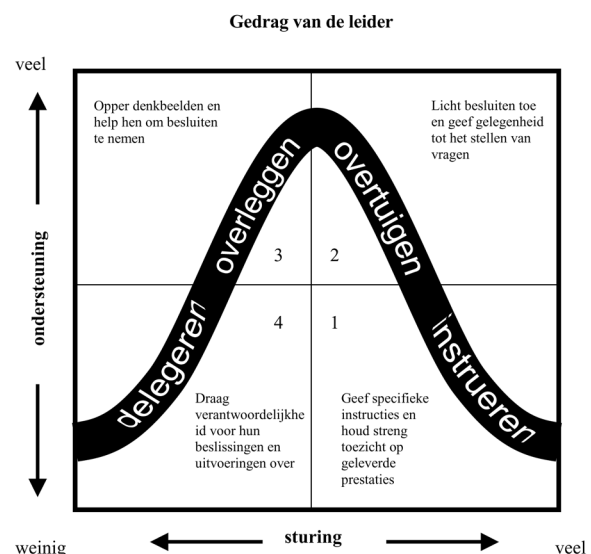 Gedrag van de leider
veel
Opper denkbeelden en
help hen om besluiten
te nemen
Licht besluiten toe
en geef gelegenheid
tot het stellen van
vragen
overleggen
overtuigen
3
2
ondersteuning
4
1
delegeren
instrueren
Draag
verantwoordelijkhe
id voor hun
beslissingen en
uitvoeringen over
Geef specifieke
instructies en
houd streng
toezicht op
geleverde
prestaties
weinig
sturing
veel